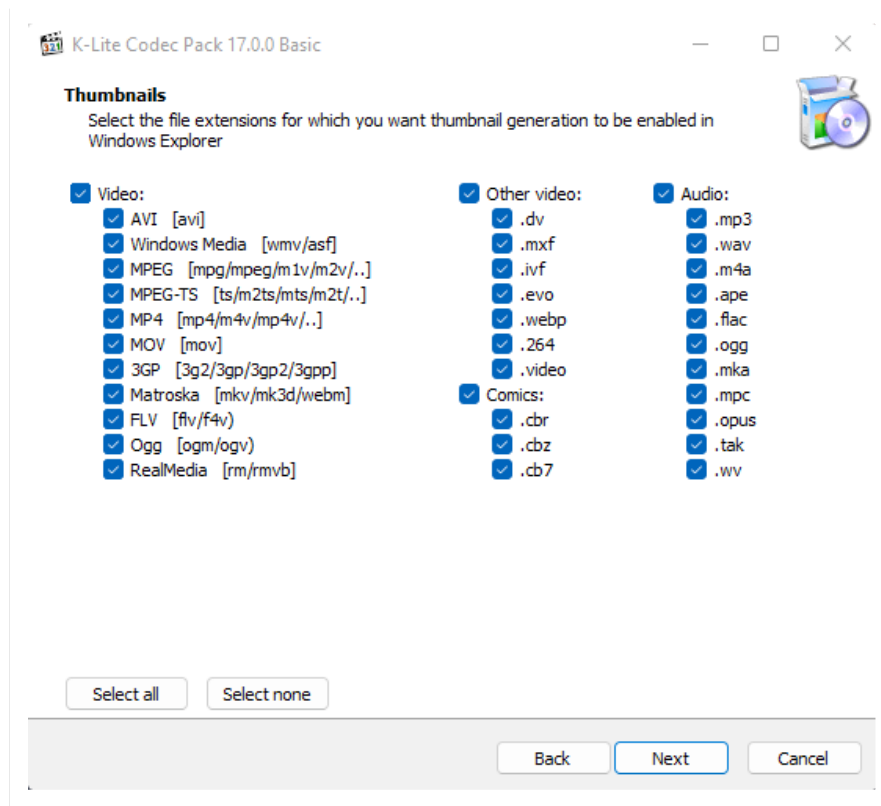 K-Lite Codec Pack 17.0.0 Basic
Thumbnails
Select the file extensions for which you want thumbnail generation to be enabled in
Windows Explorer
Video:
AVI [avi]
Windows Media [wmv/asf]
MPEG [mpg/mpeg/m1v/m2v/..]
MPEG-TS [ts/m2ts/mts/m2t/..]
MP4 [mp4/m4v/mp4v/..]
MOV [mov]
3GP [3g2/3gp/3gp2/3gpp]
Matroska [mkv/mk3d/webm]
FLV [flv/f4v)
Ogg [ogm/ogv)
RealMedia [rm/rmvb]
Other video:
.dv
.mxf
.ivf
.evo
.webp
.264
.video
Comics:
.cbr
.cbz
.cb7
Audio:
.mp3
.wav
.m4a
.ape
.flac
.ogg
.mka
.mpc
.opus
.tak
.wv
Select all
Select none
Back
Next
Cancel